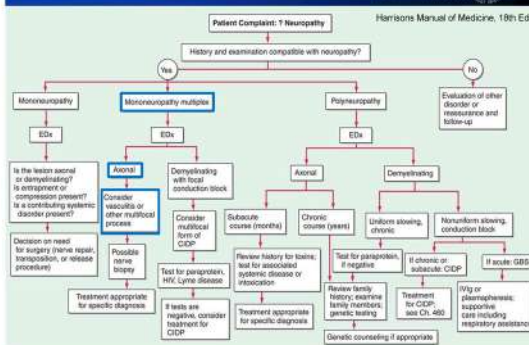 Harrisons Manual of Medicine, 18th Ed
Patient Complaint: ? Neuropathy
History and examination compatible with neuropathy?
Yes
No
Mononeuropathy
Mononeuropathy multiplex
Polyneuropathy
Evaluation of other
disorder or
reassurance and
follow-up
EDx
EDx
EDx
Is the lesion axonal
or demyelinating?
Is entrapment or
compression present?
Is a contributing systemic
disorder present?
Axonal
Demyelinating
with focal
conduction block
Axonal
Demyelinating
Consider
vasculitis or
other multifocal
process
Consider
multifocal
form of
CIDP
Subacute
course (months)
Chronic
course (years)
Uniform slowing,
chronic
Nonuniform slowing,
conduction block
Decision on need
for surgery (nerve repair,
transposition, or release
procedure)
Possible
nerve
biopsy
Test for paraprotein,
HIV, Lyme disease
Review history for toxins;
test for associated
systemic disease or
intoxication
Test for paraprotein,
if negative
If chronic or
subacute: CIDP
If acute: GBS
Treatment appropriate
for specific diagnosis
If tests are
negative, consider
treatment for
CIDP
Treatment appropriate
for specific diagnosis
Review family
history; examine
family members;
genetic testing
Treatment
for CIDP;
see Ch. 460
IVIg or
plasmapheresis;
supportive
care including
respiratory assistance
Genetic counseling if appropriate